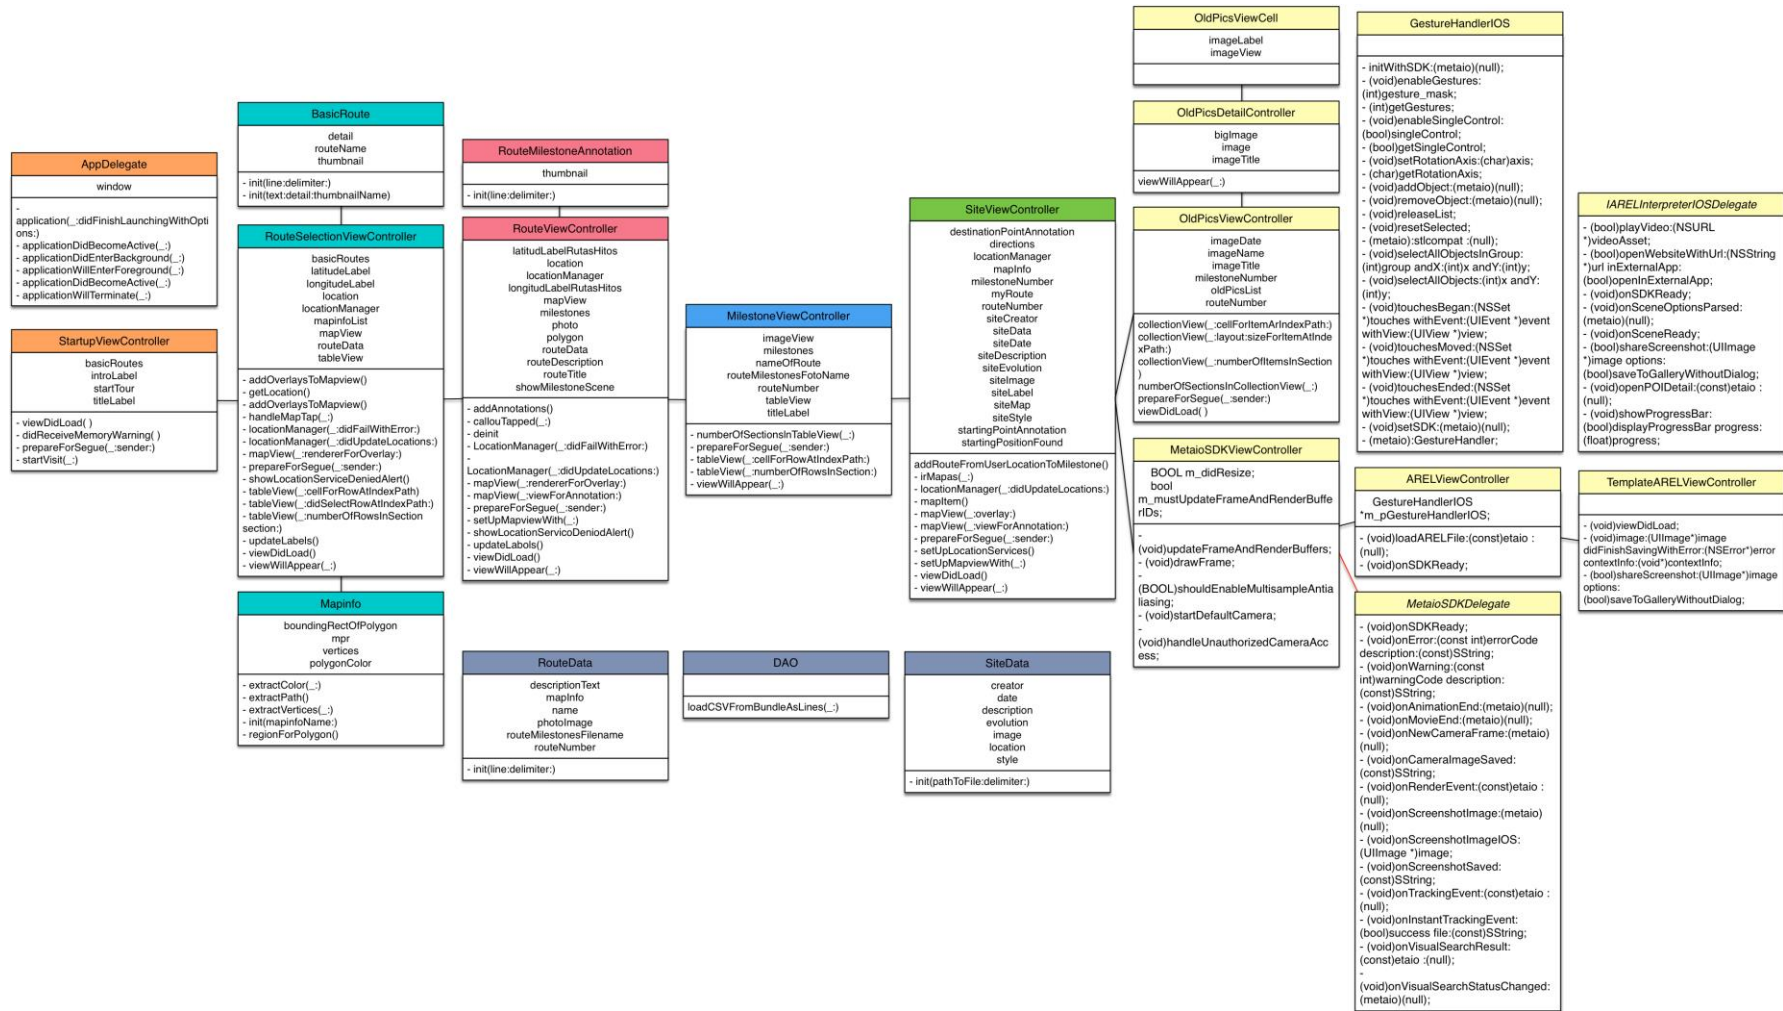 AppDelegate
window
-
application(_:didFinishLaunchingWithOpti
ons:)
- applicationDidBecomeActive(_:)
- applicationDidEnterBackground(_:)
- applicationWillEnterForeground(_:)
- applicationDidBecomeActive(_:)
- applicationWillTerminate(_:)
StartupViewController
basicRoutes
introLabel
startTour
titleLabel
- viewDidLoad( )
- didReceiveMemoryWarning( )
- prepareForSegue(_:sender:)
- startVisit(_:)
BasicRoute
detail
routeName
thumbnail
- init(line:delimiter:)
- init(text:detail:thumbnailName)
RouteSelectionViewController
basicRoutes
latitudeLabel
longitudeLabel
location
locationManager
mapinfoList
mapView
routeData
tableView
- addOverlaysToMapview()
- getLocation()
- addOverlaysToMapview()
- handleMapTap(_:)
- locationManager(_:didFailWithError:)
- locationManager(_:didUpdateLocations:)
- mapView(_:rendererForOverlay:)
- prepareForSegue(_:sender:)
- showLocationServiceDeniedAlert()
- tableView(_:cellForRowAtIndexPath)
- tableView(_:didSelectRowAtIndexPath:)
- tableView(_:numberOfRowsInSection
section:)
- updateLabels()
- viewDidLoad()
- viewWillAppear(_:)
Mapinfo
boundingRectOfPolygon
mpr
vertices
polygonColor
- extractColor(_:)
- extractPath()
- extractVertices(_:)
- init(mapinfoName:)
- regionForPolygon()
RouteMilestoneAnnotation
thumbnail
- init(line:delimiter:)
RouteViewController
latitudLabelRutasHitos
location
locationManager
longitudLabelRutasHitos
mapView
milestones
photo
polygon
routeData
routeDescription
routeTitle
showMilestoneScene
- addAnnotations()
- callouTapped(_:)
- deinit
- LocationManager(_:didFailWithError:)
-
LocationManager(_:didUpdateLocations:)
- mapView(_:rendererForOverlay:)
- mapView(_:viewForAnnotation:)
- prepareForSegue(_:sender:)
- setUpMapviewWith(_:)
- showLocationServicoDeniodAlert()
- updateLabols()
- viewDidLoad()
- viewWillAppear(_:)
RouteData
descriptionText
mapInfo
name
photoImage
routeMilestonesFilename
routeNumber
- init(line:delimiter:)
MilestoneViewController
imageView
milestones
nameOfRoute
routeMilestonesFotoName
routeNumber
tableView
titleLabel
- numberOfSectionsInTableView(_:)
- prepareForSegue(_:sender:)
- tableView(_:cellForRowAtIndexPath:)
- tableView(_:numberOfRowsInSection:)
- viewWillAppear(_:)
DAO
loadCSVFromBundleAsLines(_:)
SiteViewController
destinationPointAnnotation
directions
locationManager
mapInfo
milestoneNumber
myRoute
routeNumber
siteCreator
siteData
siteDate
siteDescription
siteEvolution
siteImage
siteLabel
siteMap
siteStyle
startingPointAnnotation
startingPositionFound
addRouteFromUserLocationToMilestone()
- irMapas(_:)
- locationManager(_:didUpdateLocations:)
- mapItem()
- mapView(_:overlay:)
- mapView(_:viewForAnnotation:)
- prepareForSegue(_:sender:)
- setUpLocationServices()
- setUpMapviewWith(_:)
- viewDidLoad()
- viewWillAppear(_:)
SiteData
creator
date
description
evolution
image
location
style
- init(pathToFile:delimiter:)
OldPicsViewCell
imageLabel
imageView
OldPicsDetailController
bigImage
image
imageTitle
viewWillAppear(_:)
OldPicsViewController
imageDate
imageName
imageTitle
milestoneNumber
oldPicsList
routeNumber
collectionView(_:cellForItemArIndexPath:)
collectionView(_:layout:sizeForItemAtInde
xPath:)
collectionView(_:numberOfItemsInSection
)
numberOfSectionsInCollectionView(_:)
prepareForSegue(_:sender:)
viewDidLoad( )
MetaioSDKViewController
BOOL m_didResize;
bool
m_mustUpdateFrameAndRenderBuffe
rIDs;
-
(void)updateFrameAndRenderBuffers;
- (void)drawFrame;
-
(BOOL)shouldEnableMultisampleAntia
liasing;
- (void)startDefaultCamera;
-
(void)handleUnauthorizedCameraAcc
ess;
GestureHandlerIOS
- initWithSDK:(metaio)(null);
- (void)enableGestures:
(int)gesture_mask;
- (int)getGestures;
- (void)enableSingleControl:
(bool)singleControl;
- (bool)getSingleControl;
- (void)setRotationAxis:(char)axis;
- (char)getRotationAxis;
- (void)addObject:(metaio)(null);
- (void)removeObject:(metaio)(null);
- (void)releaseList;
- (void)resetSelected;
- (metaio):stlcompat :(null);
- (void)selectAllObjectsInGroup:
(int)group andX:(int)x andY:(int)y;
- (void)selectAllObjects:(int)x andY:
(int)y;
- (void)touchesBegan:(NSSet
*)touches withEvent:(UIEvent *)event
withView:(UIView *)view;
- (void)touchesMoved:(NSSet
*)touches withEvent:(UIEvent *)event
withView:(UIView *)view;
- (void)touchesEnded:(NSSet
*)touches withEvent:(UIEvent *)event
withView:(UIView *)view;
- (void)setSDK:(metaio)(null);
- (metaio):GestureHandler;
ARELViewController
GestureHandlerIOS
*m_pGestureHandlerIOS;
- (void)loadARELFile:(const)etaio :
(null);
- (void)onSDKReady;
MetaioSDKDelegate
- (void)onSDKReady;
- (void)onError:(const int)errorCode
description:(const)SString;
- (void)onWarning:(const
int)warningCode description:
(const)SString;
- (void)onAnimationEnd:(metaio)(null);
- (void)onMovieEnd:(metaio)(null);
- (void)onNewCameraFrame:(metaio)
(null);
- (void)onCameraImageSaved:
(const)SString;
- (void)onRenderEvent:(const)etaio :
(null);
- (void)onScreenshotImage:(metaio)
(null);
- (void)onScreenshotImageIOS:
(UIImage *)image;
- (void)onScreenshotSaved:
(const)SString;
- (void)onTrackingEvent:(const)etaio :
(null);
- (void)onInstantTrackingEvent:
(bool)success file:(const)SString;
- (void)onVisualSearchResult:
(const)etaio :(null);
-
(void)onVisualSearchStatusChanged:
(metaio)(null);
IARELInterpreterIOSDelegate
- (bool)playVideo:(NSURL
*)videoAsset;
- (bool)openWebsiteWithUrl:(NSString
*)url inExternalApp:
(bool)openInExternalApp;
- (void)onSDKReady;
- (void)onSceneOptionsParsed:
(metaio)(null);
- (void)onSceneReady;
- (bool)shareScreenshot:(UIImage
*)image options:
(bool)saveToGalleryWithoutDialog;
- (void)openPOIDetail:(const)etaio :
(null);
- (void)showProgressBar:
(bool)displayProgressBar progress:
(float)progress;
TemplateARELViewController
- (void)viewDidLoad;
- (void)image:(UIImage*)image
didFinishSavingWithError:(NSError*)error
contextInfo:(void*)contextInfo;
- (bool)shareScreenshot:(UIImage*)image
options:
(bool)saveToGalleryWithoutDialog;